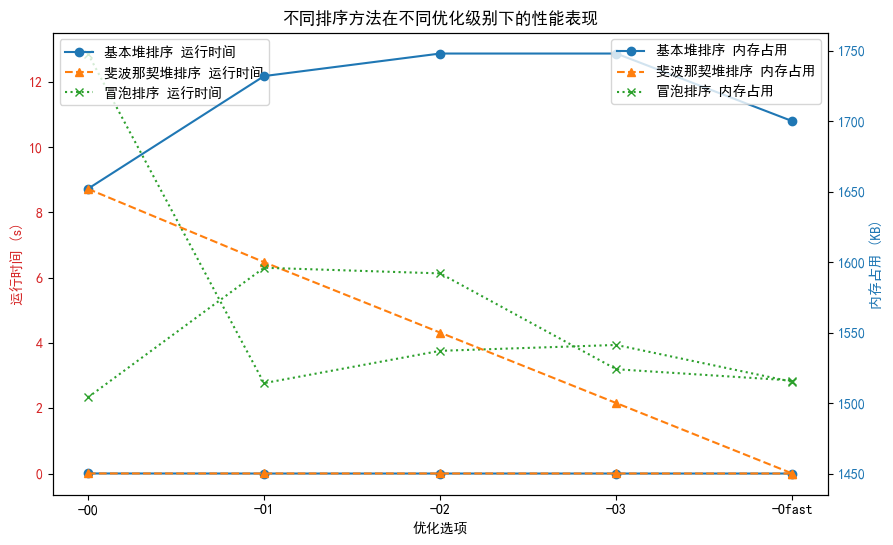 不同排序方法在不同优化级别下的性能表现
基本堆排序 运行时间
斐波那契堆排序 运行时间
冒泡排序 运行时间
基本堆排序 内存占用
斐波那契堆排序 内存占用
冒泡排序 内存占用
运行时间 (s)
12
10
8
6
4
2
0
1750
1700
1650
1600
1550
1500
1450
内存占用 (KB)
-O0
-O1
-O2
-O3
-Ofast
优化选项